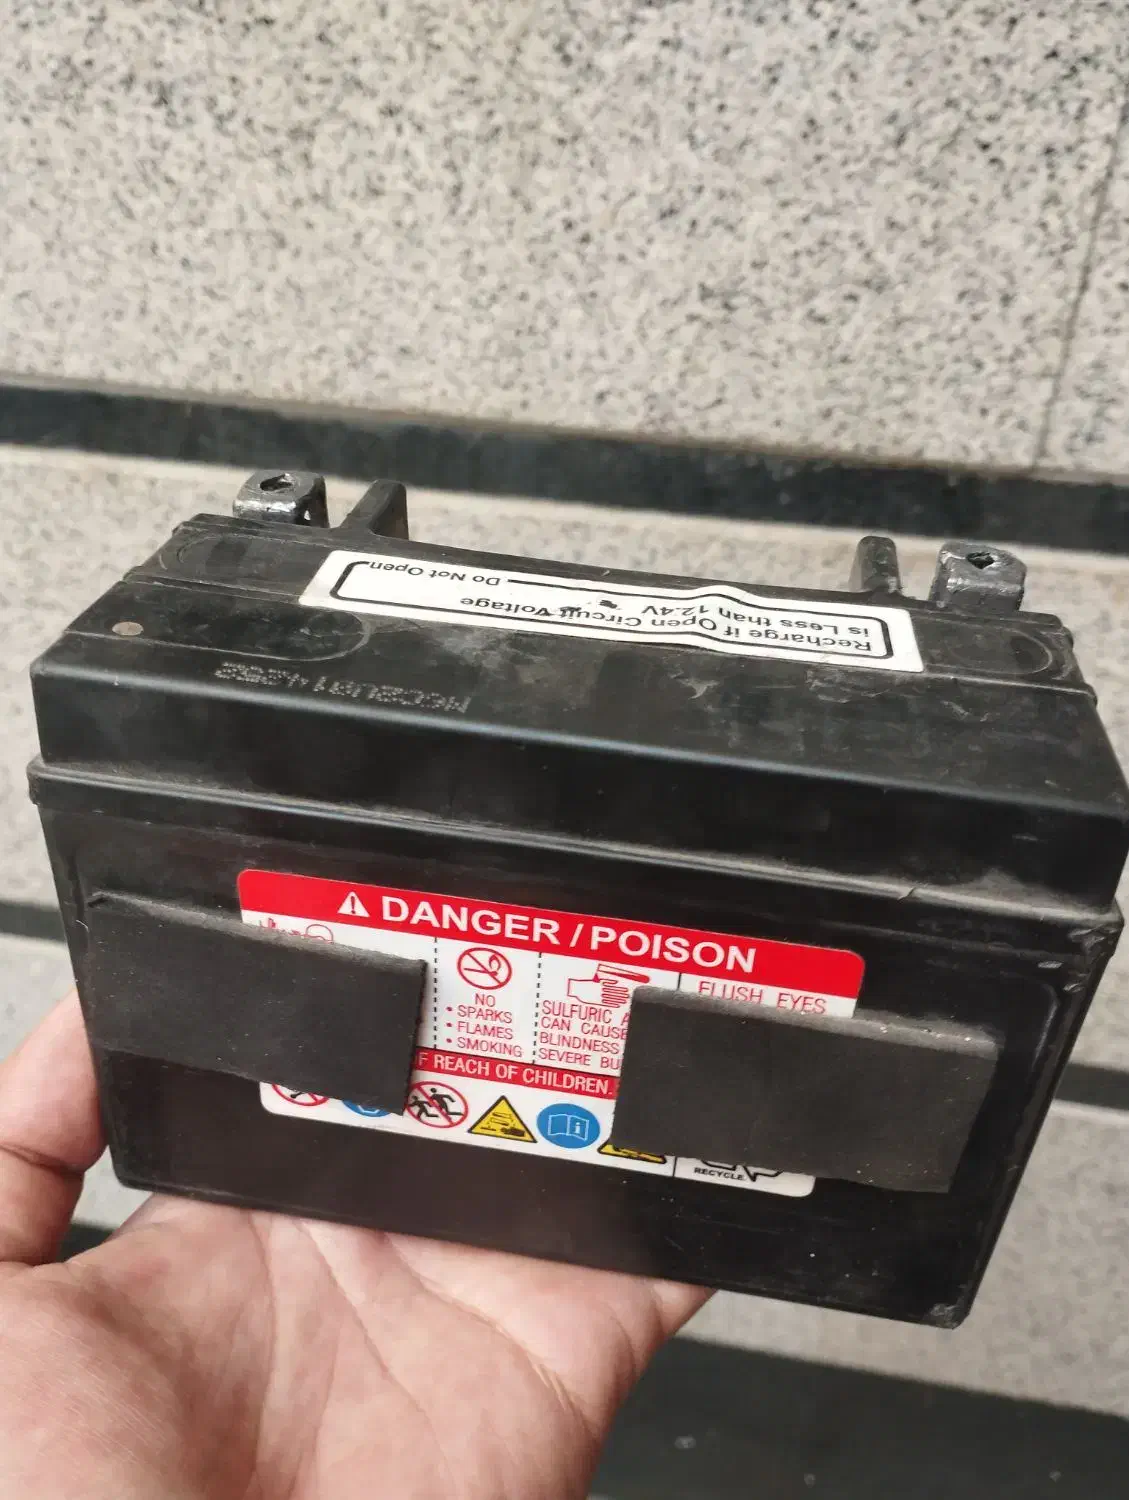 Recharge if Open Circuit Voltage
is Less than 12.4V
Do Not Open
DANGER / POISON
NO
• SPARKS
• FLAMES
• SMOKING
SULFURIC
CAN CAUSE
BLINDNESS
SEVERE
FLUSH EYES
REACH OF CHILDREN.
RECYCLE